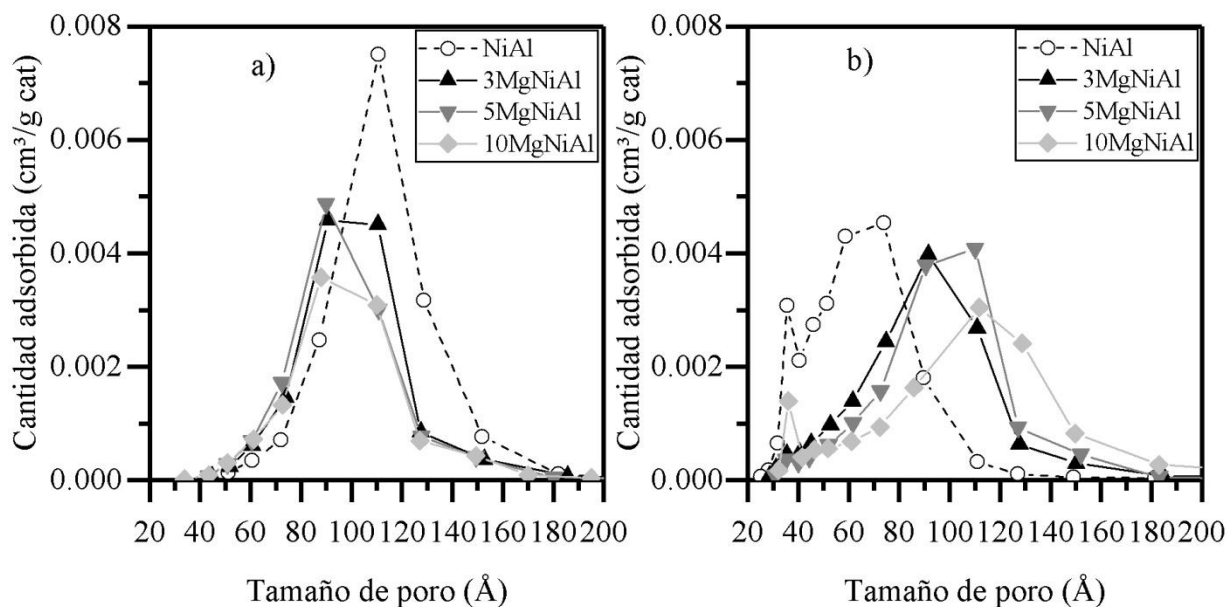 a)
NiAl
3MgNiAl
5MgNiAl
10MgNiAl
Cantidad adsorbida (cm³/g cat)
0.008
0.006
0.004
0.002
0.000
20 40 60 80 100 120 140 160 180 200
Tamaño de poro (Å)
b)
NiAl
3MgNiAl
5MgNiAl
10MgNiAl
Cantidad adsorbida (cm³/g cat)
0.008
0.006
0.004
0.002
0.000
20 40 60 80 100 120 140 160 180 200
Tamaño de poro (Å)